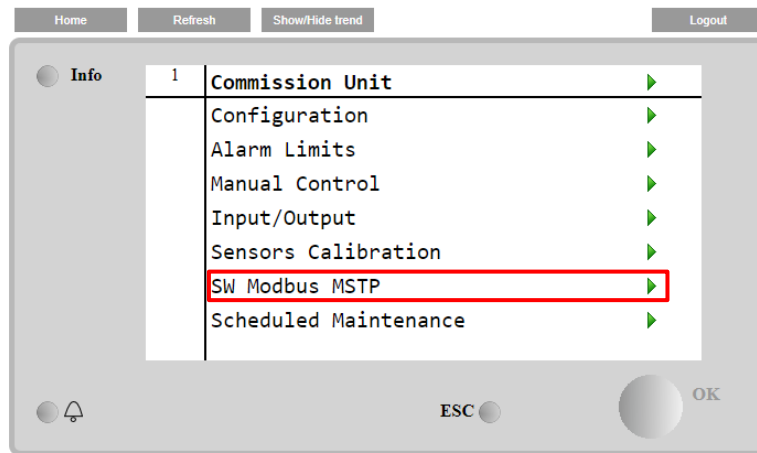 Home Refresh Show/Hide trend Logout
Info
1 Commission Unit
Configuration
Alarm Limits
Manual Control
Input/Output
Sensors Calibration
SW Modbus MSTP
Scheduled Maintenance
ESC OK